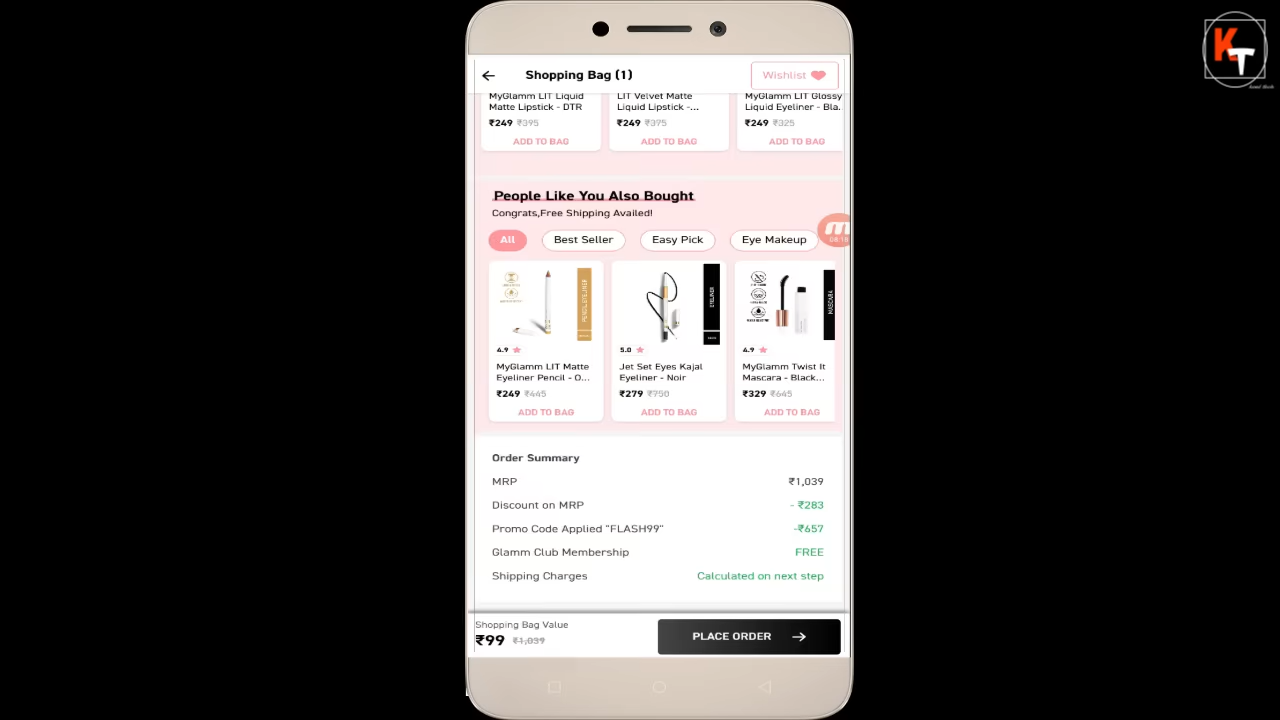 KT
Shopping Bag (1)
Wishlist
MyGlamm LIT Liquid
Matte Lipstick - DTR
₹249 ₹395
ADD TO BAG
LIT Velvet Matte
Liquid Lipstick -...
₹249 ₹375
ADD TO BAG
MyGlamm LIT Glossy
Liquid Eyeliner - Bla.
₹249 ₹325
ADD TO BAG
People Like You Also Bought
Congrats,Free Shipping Availed!
All
Best Seller
Easy Pick
Eye Makeup
PENCIL EYELINER
4.9
MyGlamm LIT Matte
Eyeliner Pencil - O...
₹249 ₹445
ADD TO BAG
EYELINER
5.0
Jet Set Eyes Kajal
Eyeliner - Noir
₹279 ₹750
ADD TO BAG
MASCARA
4.9
MyGlamm Twist It
Mascara - Black...
₹329 ₹645
ADD TO BAG
Order Summary
MRP ₹1,039
Discount on MRP - ₹283
Promo Code Applied "FLASH99" -₹657
Glamm Club Membership FREE
Shipping Charges Calculated on next step
Shopping Bag Value
₹99 ₹1,039
PLACE ORDER